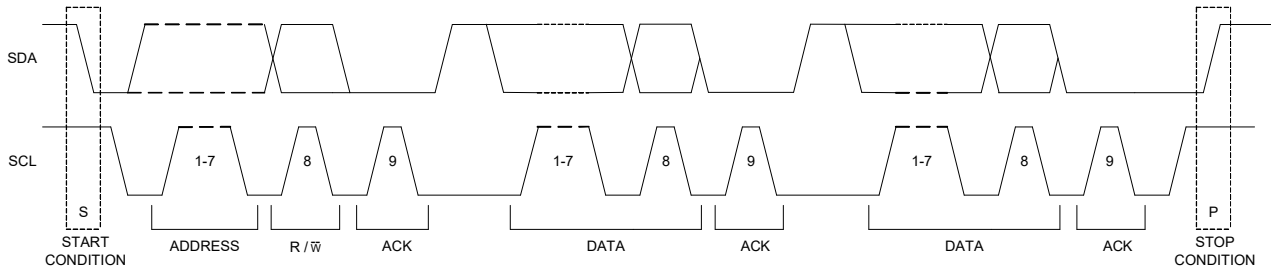 SDA
SCL
1-7
8
9
1-7
8
9
1-7
8
9
S
P
START
CONDITION
ADDRESS
R / W̅
ACK
DATA
ACK
DATA
ACK
STOP
CONDITION